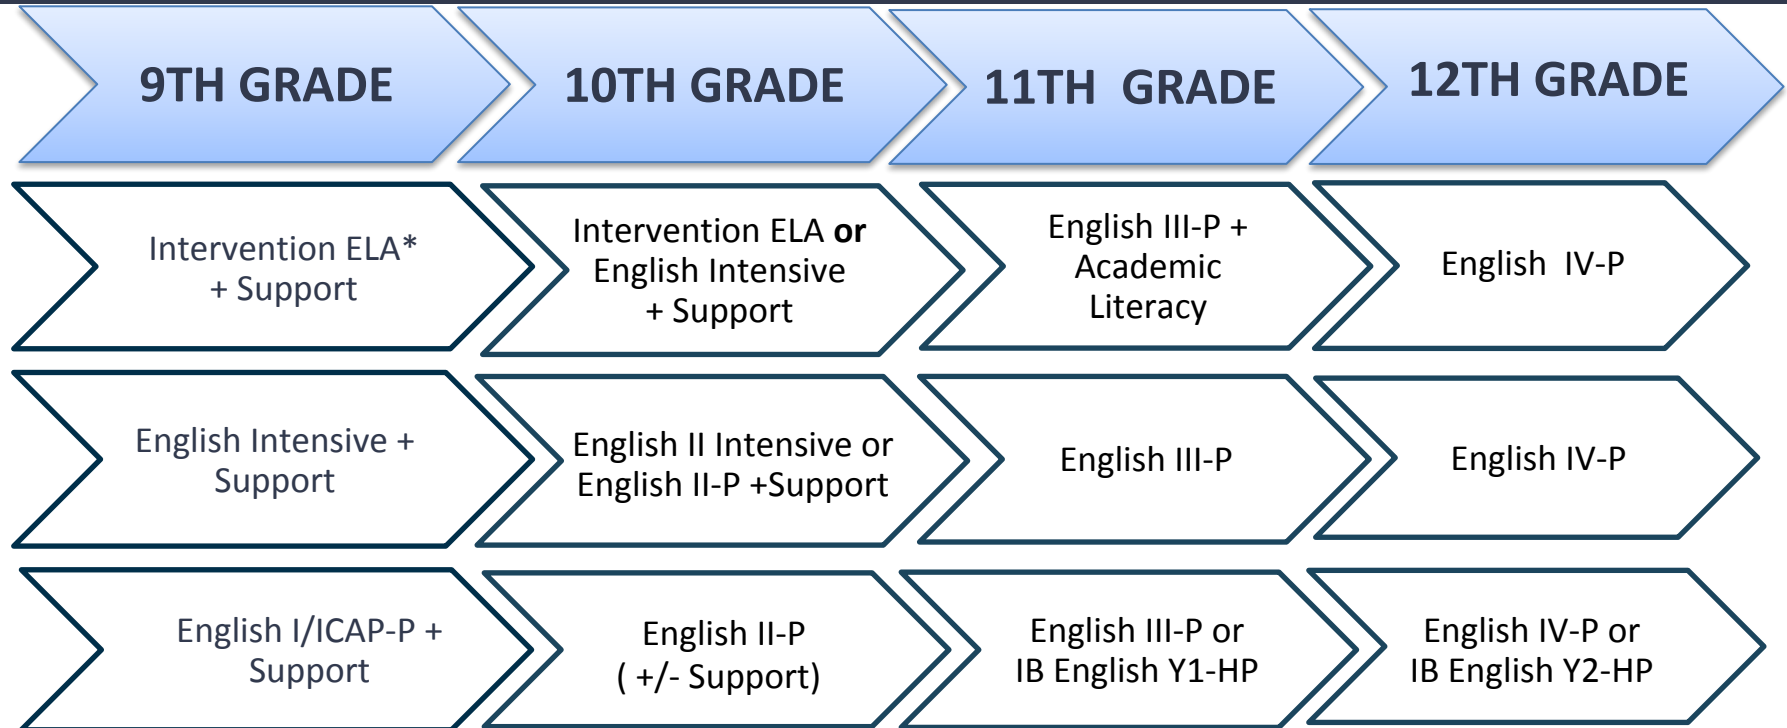 9TH GRADE
10TH GRADE
11TH GRADE
12TH GRADE
Intervention ELA*
+ Support
Intervention ELA or
English Intensive
+ Support
English III-P +
Academic
Literacy
English IV-P
English Intensive +
Support
English II Intensive or
English II-P +Support
English III-P
English IV-P
English I/ICAP-P +
Support
English II-P
( +/- Support)
English III-P or
IB English Y1-HP
English IV-P or
IB English Y2-HP